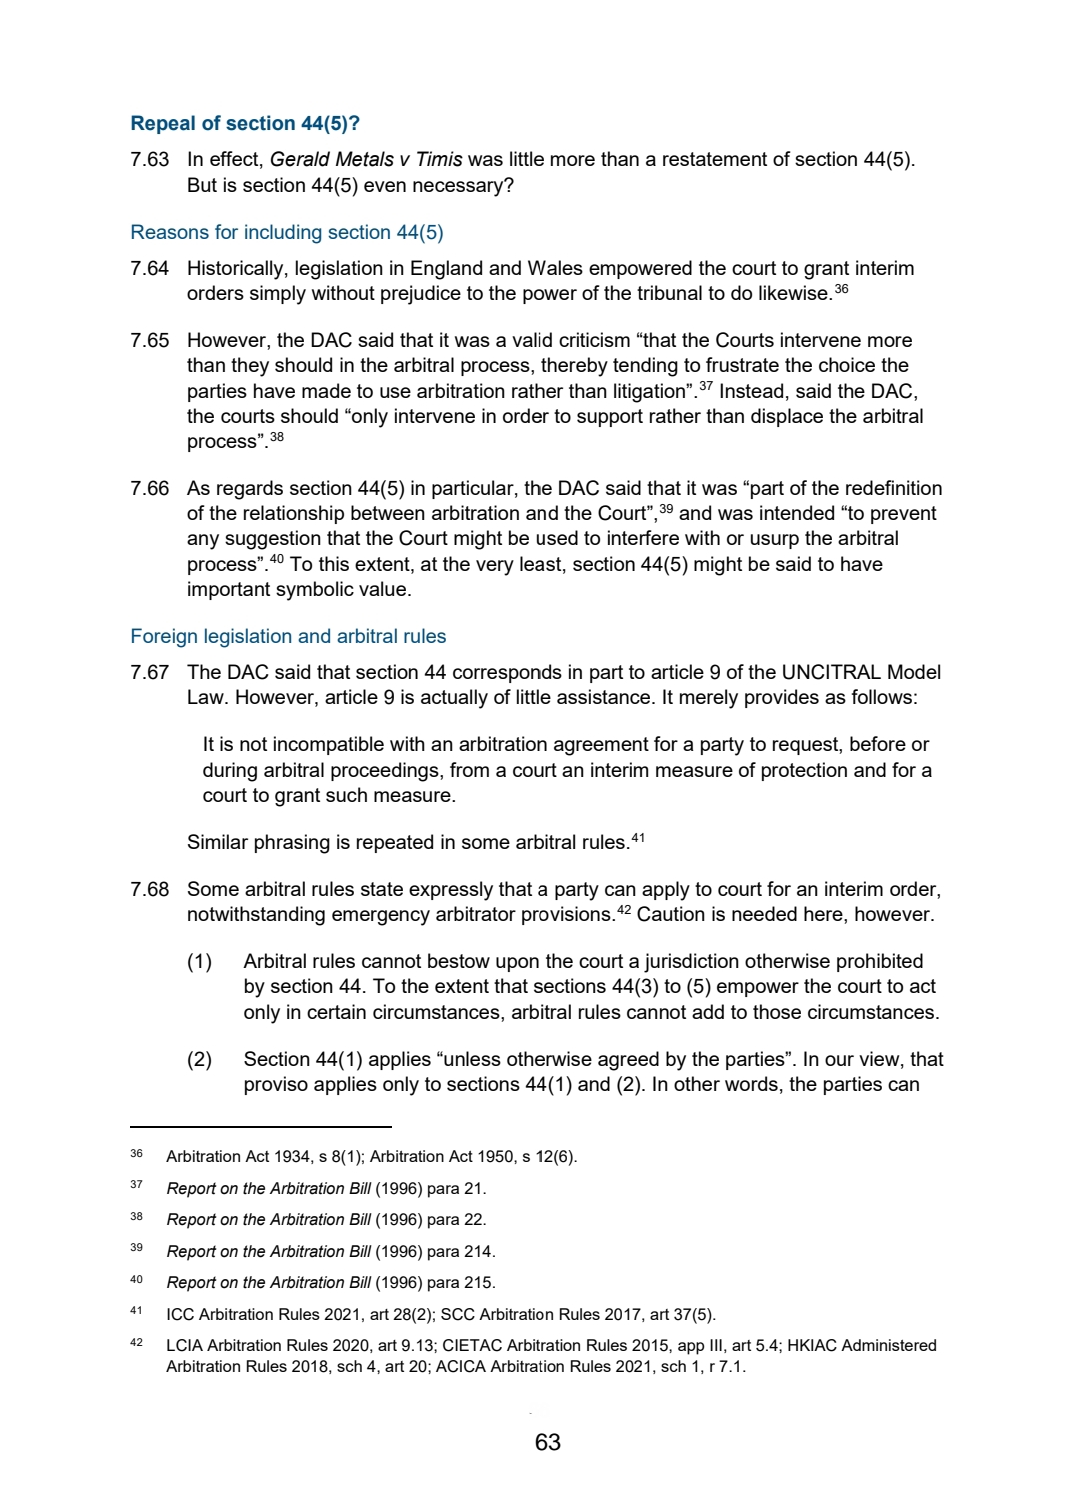 Repeal of section 44(5)?
7.63 In effect, Gerald Metals v Timis was little more than a restatement of section 44(5).
But is section 44(5) even necessary?
Reasons for including section 44(5)
7.64 Historically, legislation in England and Wales empowered the court to grant interim
orders simply without prejudice to the power of the tribunal to do likewise.36
7.65 However, the DAC said that it was a valid criticism “that the Courts intervene more
than they should in the arbitral process, thereby tending to frustrate the choice the
parties have made to use arbitration rather than litigation”.37 Instead, said the DAC,
the courts should “only intervene in order to support rather than displace the arbitral
process”.38
7.66 As regards section 44(5) in particular, the DAC said that it was “part of the redefinition
of the relationship between arbitration and the Court”,39 and was intended “to prevent
any suggestion that the Court might be used to interfere with or usurp the arbitral
process”.40 To this extent, at the very least, section 44(5) might be said to have
important symbolic value.
Foreign legislation and arbitral rules
7.67 The DAC said that section 44 corresponds in part to article 9 of the UNCITRAL Model
Law. However, article 9 is actually of little assistance. It merely provides as follows:
It is not incompatible with an arbitration agreement for a party to request, before or
during arbitral proceedings, from a court an interim measure of protection and for a
court to grant such measure.
Similar phrasing is repeated in some arbitral rules.41
7.68 Some arbitral rules state expressly that a party can apply to court for an interim order,
notwithstanding emergency arbitrator provisions.42 Caution is needed here, however.
(1) Arbitral rules cannot bestow upon the court a jurisdiction otherwise prohibited
by section 44. To the extent that sections 44(3) to (5) empower the court to act
only in certain circumstances, arbitral rules cannot add to those circumstances.
(2) Section 44(1) applies “unless otherwise agreed by the parties”. In our view, that
proviso applies only to sections 44(1) and (2). In other words, the parties can
36 Arbitration Act 1934, s 8(1); Arbitration Act 1950, s 12(6).
37 Report on the Arbitration Bill (1996) para 21.
38 Report on the Arbitration Bill (1996) para 22.
39 Report on the Arbitration Bill (1996) para 214.
40 Report on the Arbitration Bill (1996) para 215.
41 ICC Arbitration Rules 2021, art 28(2); SCC Arbitration Rules 2017, art 37(5).
42 LCIA Arbitration Rules 2020, art 9.13; CIETAC Arbitration Rules 2015, app III, art 5.4; HKIAC Administered
Arbitration Rules 2018, sch 4, art 20; ACICA Arbitration Rules 2021, sch 1, r 7.1.
63